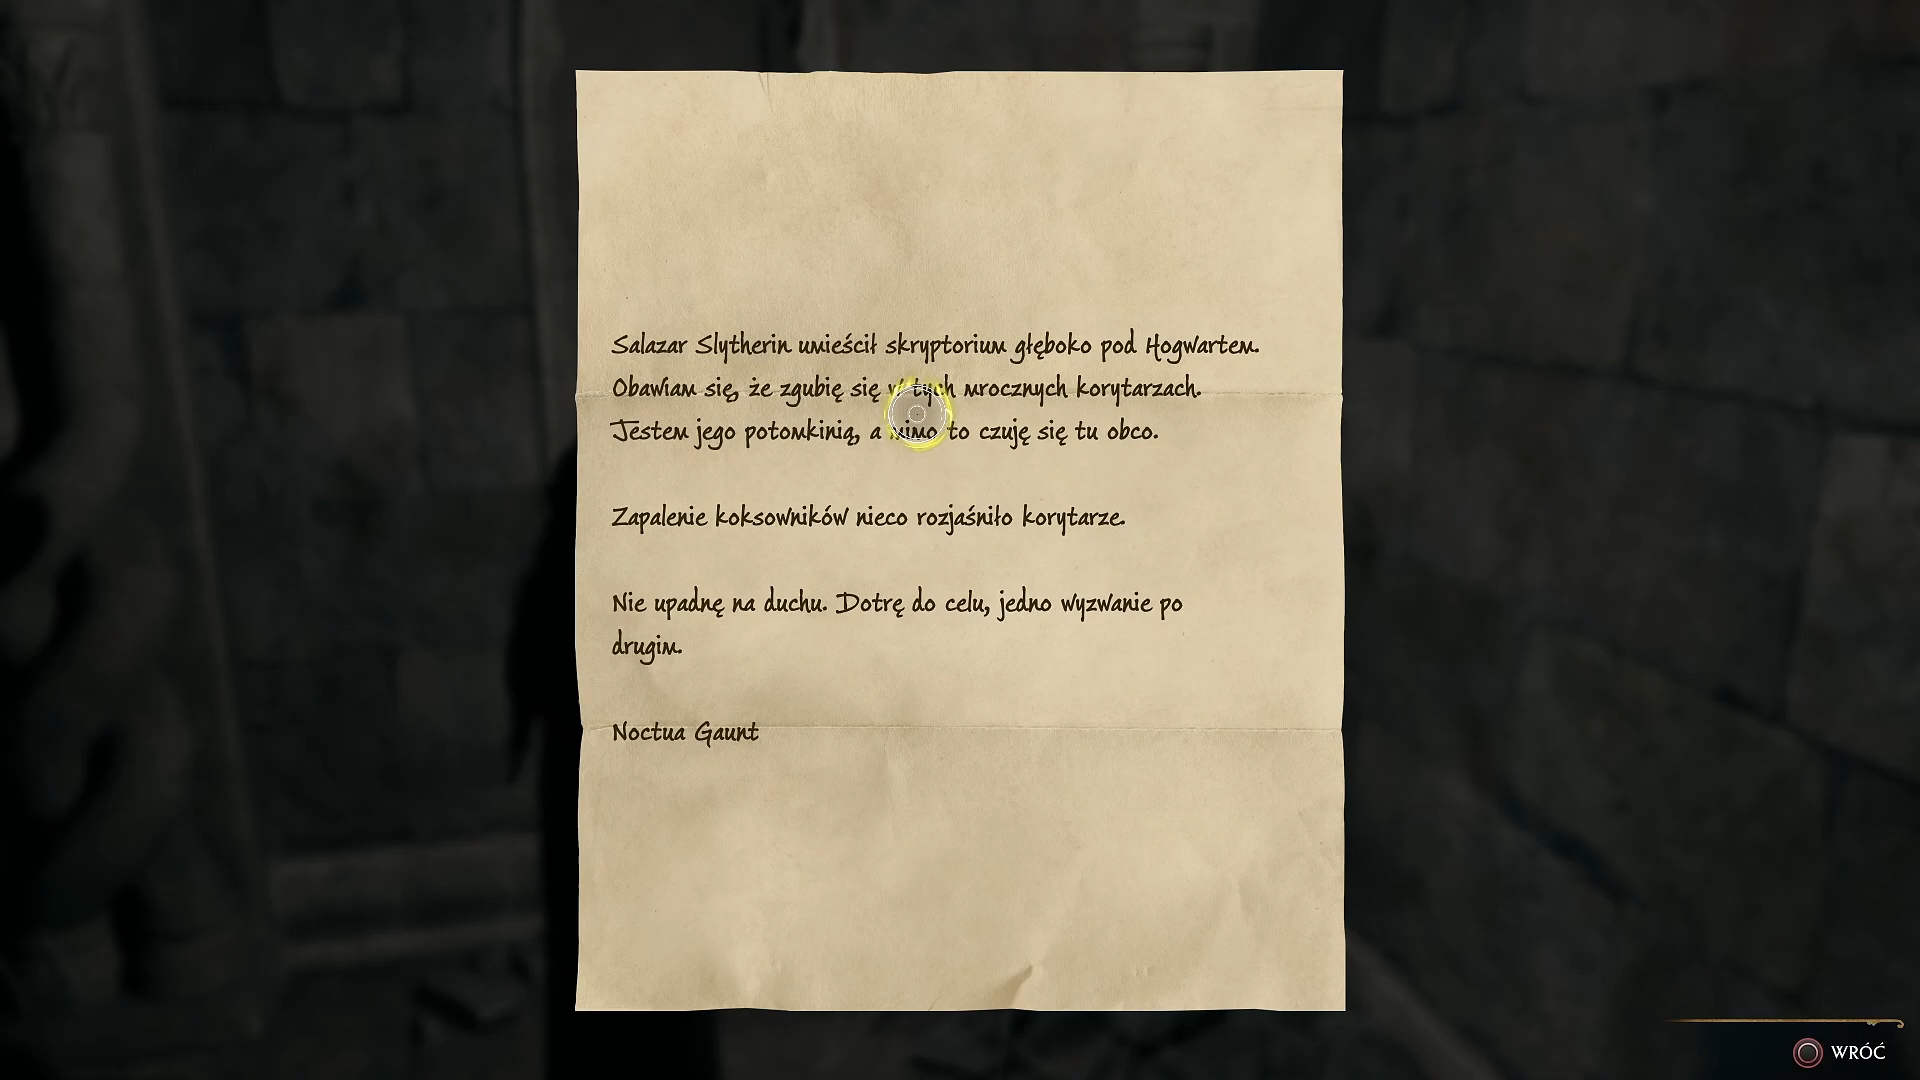 Salazar Slytherin umieścił skryptorium głęboko pod Hogwartem.
Obawiam się, że zgubię się w tych mrocznych korytarzach.
Jestem jego potomkinią, a mimo to czuję się tu obco.
Zapalenie koksowników nieco rozjaśniło korytarze.
Nie upadnę na duchu. Dotrę do celu, jedno wyzwanie po
drugim.
Noctua Gaunt
WRÓĆ